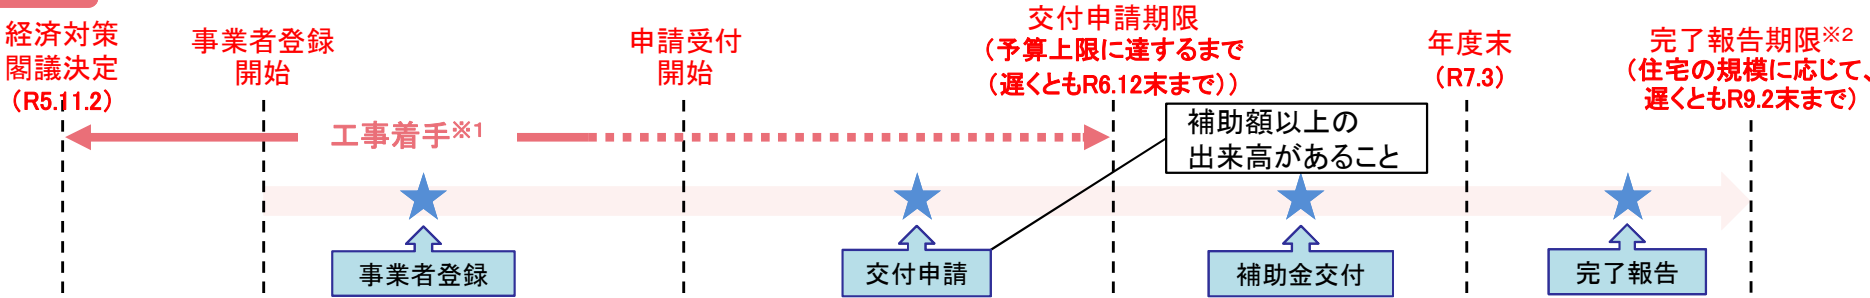 経済対策
閣議決定
（R5.11.2）
事業者登録
開始
申請受付
開始
交付申請期限
（予算上限に達するまで
（遅くともR6.12末まで））
年度末
（R7.3）
完了報告期限※2
（住宅の規模に応じて、
遅くともR9.2末まで）
工事着手※1
補助額以上の
出来高があること
事業者登録
交付申請
補助金交付
完了報告